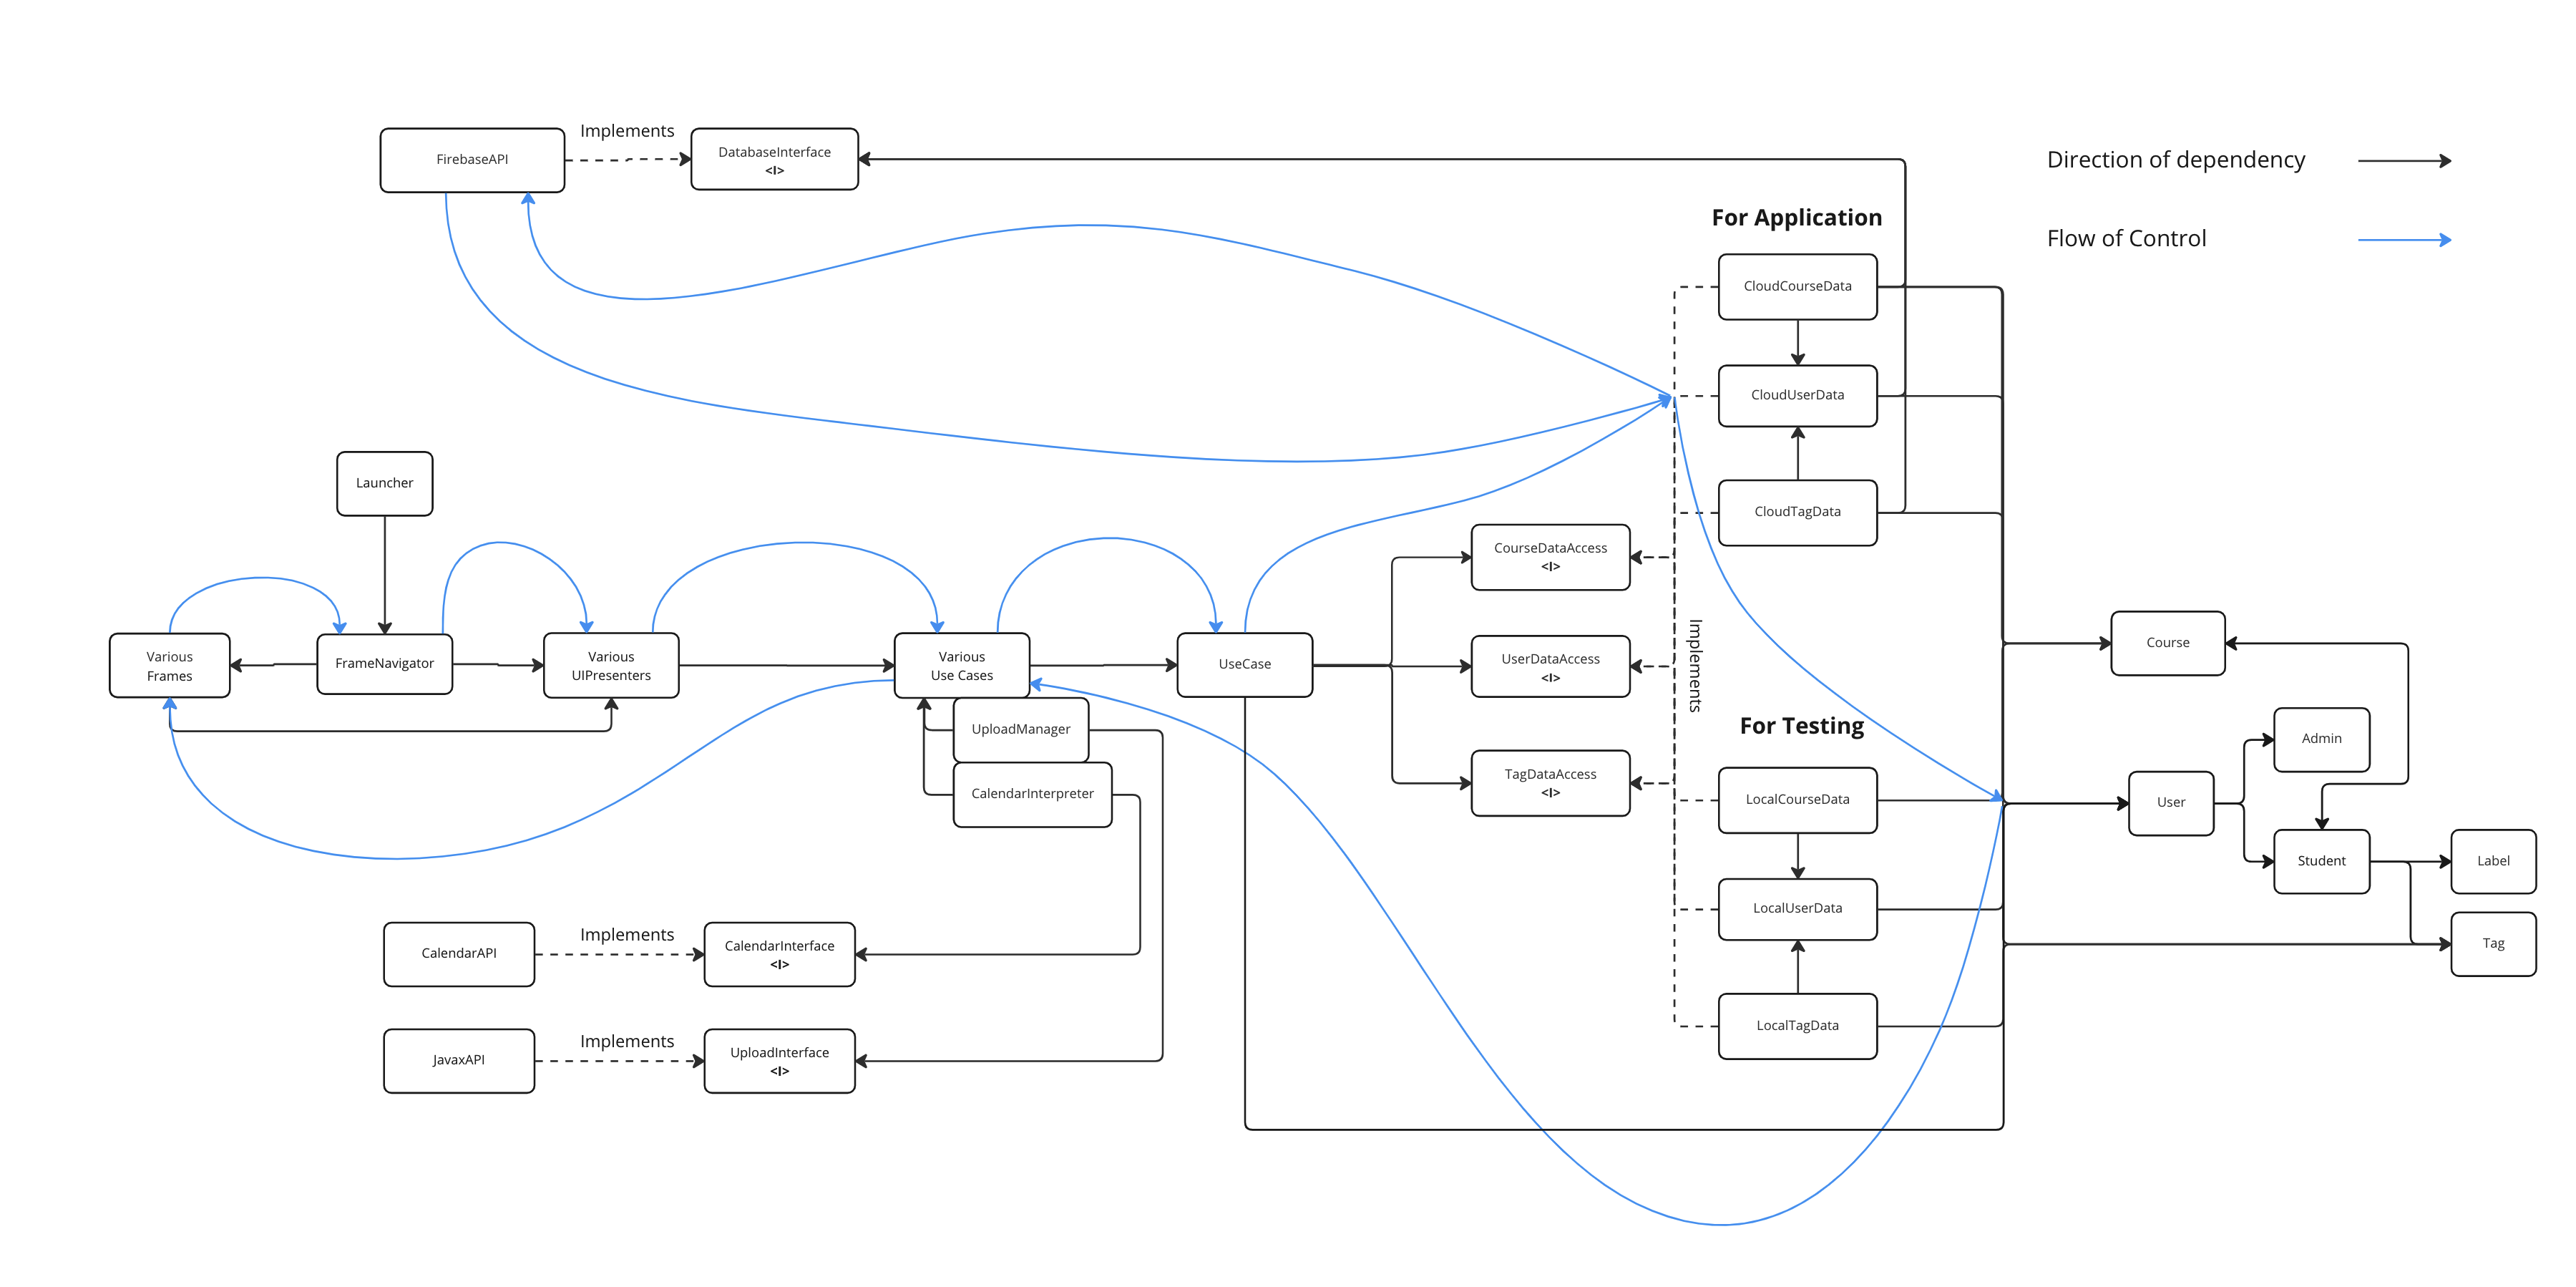 Implements
FirebaseAPI
DatabaseInterface
<I>
Direction of dependency
Flow of Control
For Application
CloudCourseData
CloudUserData
CloudTagData
Launcher
CourseDataAccess
<I>
Various
Frames
FrameNavigator
Various
UIPresenters
Various
Use Cases
UseCase
UserDataAccess
<I>
Implements
UploadManager
CalendarInterpreter
TagDataAccess
<I>
For Testing
LocalCourseData
LocalUserData
LocalTagData
Course
Admin
User
Student
Label
Tag
CalendarAPI
Implements
CalendarInterface
<I>
JavaxAPI
Implements
UploadInterface
<I>